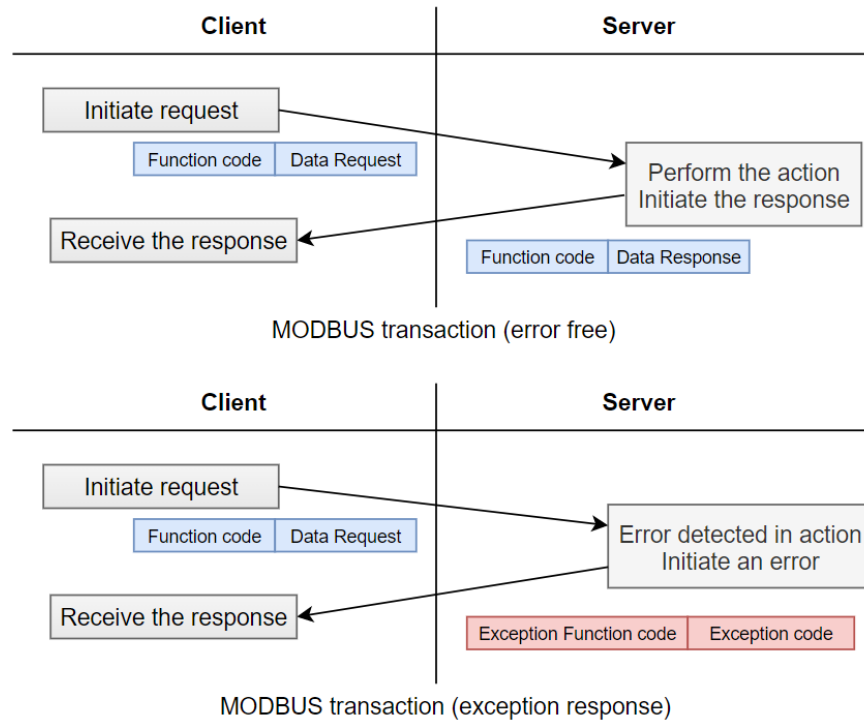 Client
Server
Initiate request
Function code
Data Request
Perform the action
Initiate the response
Receive the response
Function code
Data Response
MODBUS transaction (error free)
Client
Server
Initiate request
Function code
Data Request
Error detected in action
Initiate an error
Receive the response
Exception Function code
Exception code
MODBUS transaction (exception response)